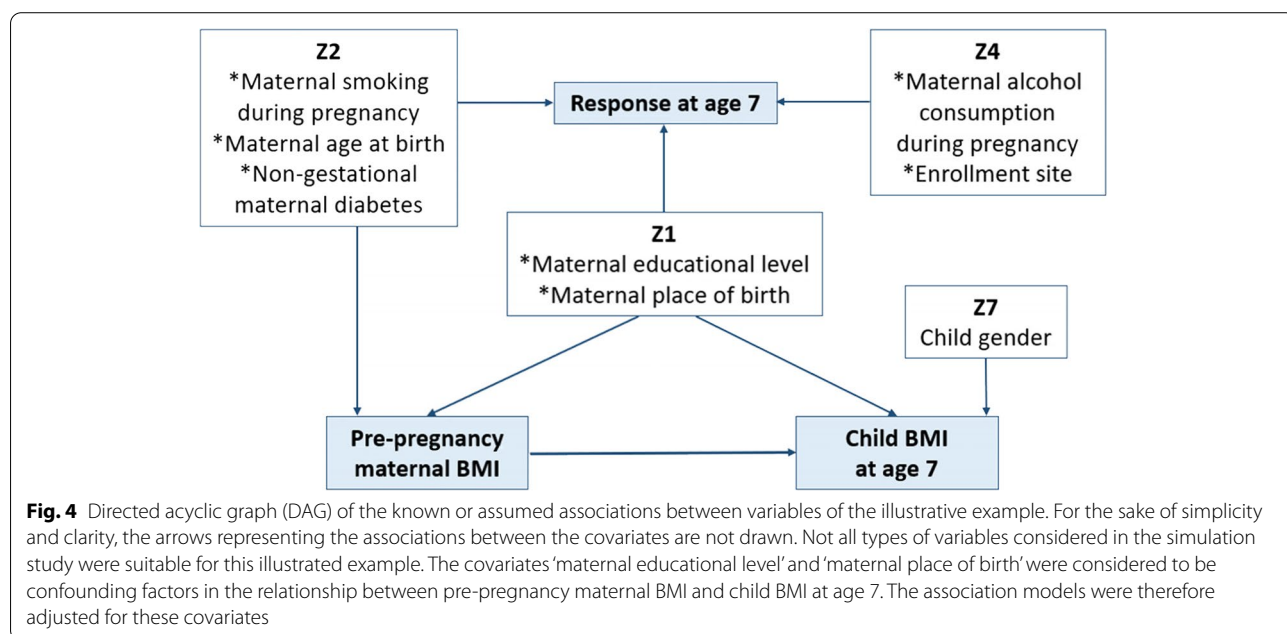 Z2
*Maternal smoking
during pregnancy
*Maternal age at birth
*Non-gestational
maternal diabetes
Response at age 7
Z4
*Maternal alcohol
consumption
during pregnancy
*Enrollment site
Z1
*Maternal educational level
*Maternal place of birth
Z7
Child gender
Pre-pregnancy
maternal BMI
Child BMI
at age 7
Fig. 4 Directed acyclic graph (DAG) of the known or assumed associations between variables of the illustrative example. For the sake of simplicity
and clarity, the arrows representing the associations between the covariates are not drawn. Not all types of variables considered in the simulation
study were suitable for this illustrated example. The covariates 'maternal educational level' and 'maternal place of birth' were considered to be
confounding factors in the relationship between pre-pregnancy maternal BMI and child BMI at age 7. The association models were therefore
adjusted for these covariates